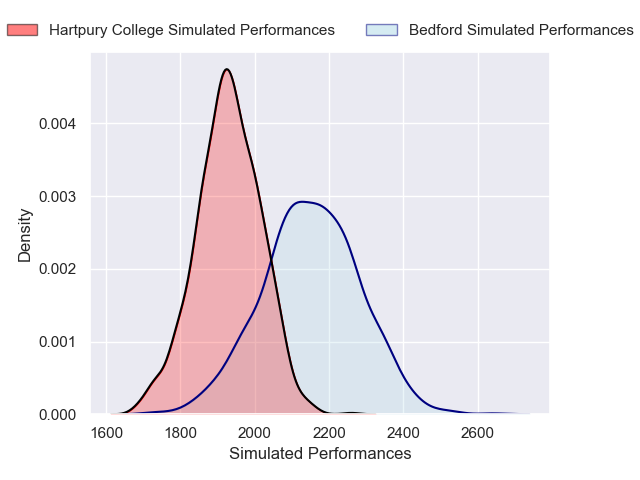 Hartpury College Simulated Performances Bedford Simulated Performances
0.004
0.003
0.002
0.001
0.000
Density
1600 1800 2000 2200 2400 2600
Simulated Performances